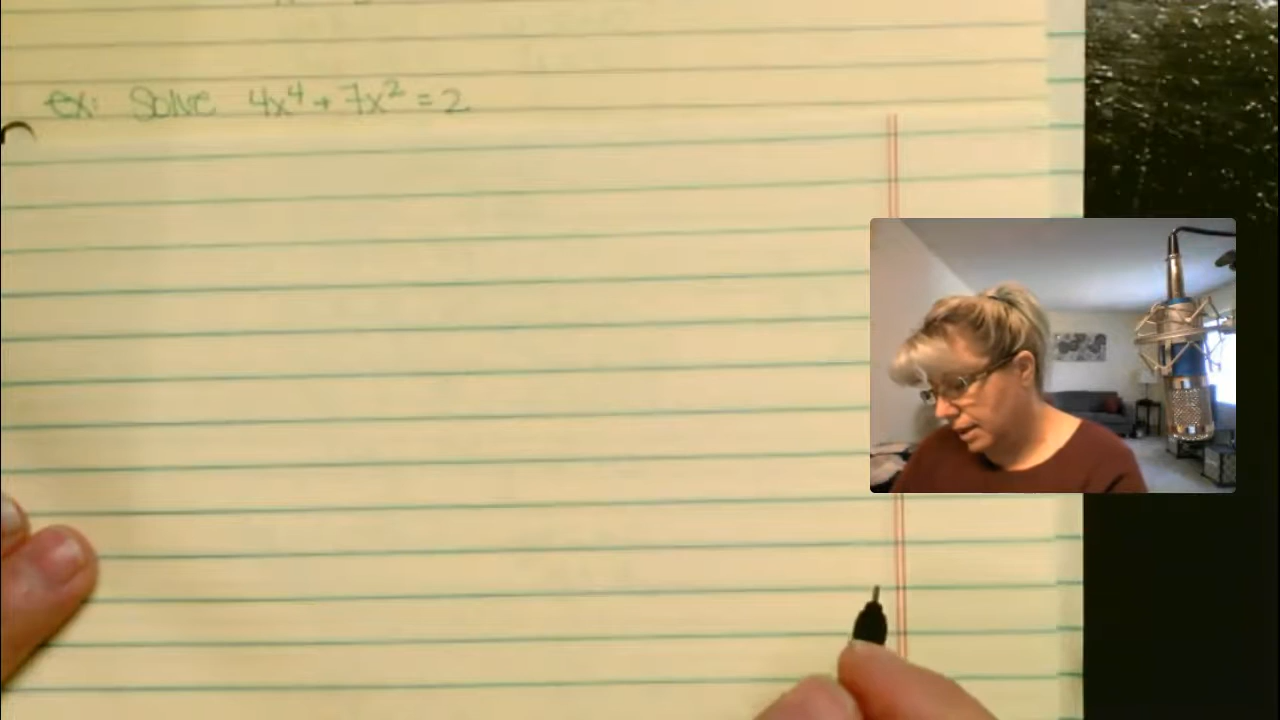 ex: Solve 4x⁴ + 7x² = 2